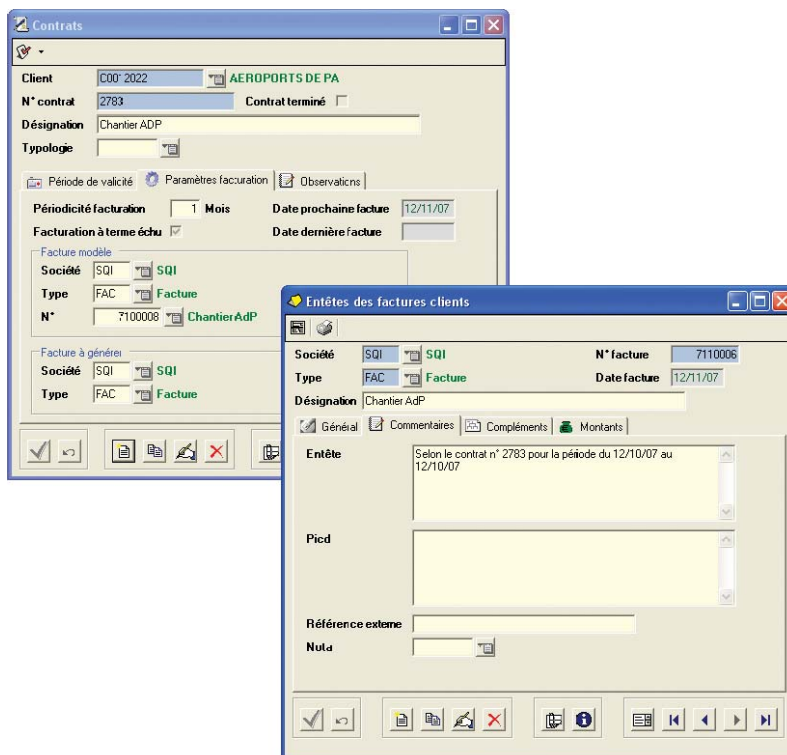 Contrats
Client C00' 2022 AEROPORTS DE PA
N° contrat 2783 Contrat terminé
Désignation Chantier ADP
Typologie
Période de valicité Paramètres facturation Observations
Périodicité facturation 1 Mois Date prochaine facture 12/11/07
Facturation à terme échu Date dernière facture
Facture modèle
Société SQI SQI
Type FAC Facture
N° 7100008 Chantier AdP
Facture à générer
Société SQI SQI
Type FAC Facture
Entêtes des factures clients
Société SQI SQI N° facture 7110006
Type FAC Facture Date facture 12/11/07
Désignation Chantier AdP
Général Commentaires Compléments Montants
Entête Selon le contrat n° 2783 pour la période du 12/10/07 au
12/10/07
Picd
Référence externe
Nuta